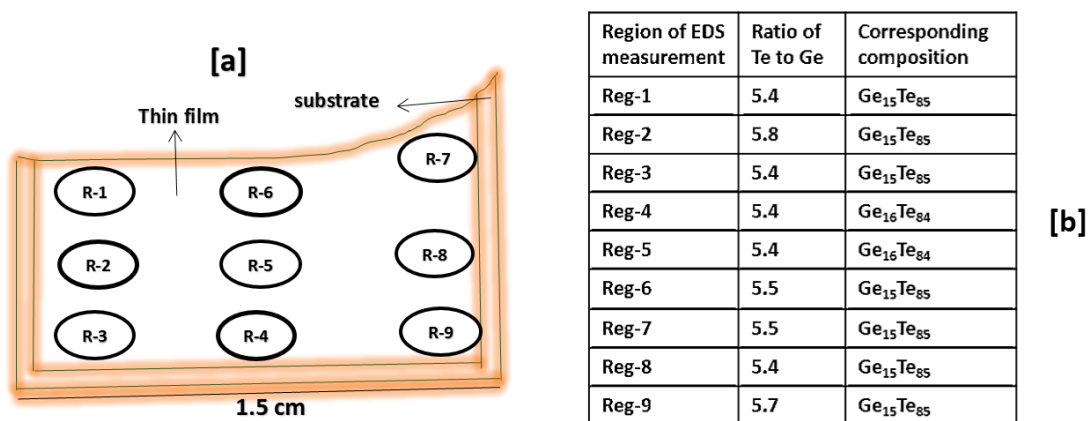 [a]
substrate
Thin film
R-7
R-1
R-6
R-2
R-5
R-8
R-3
R-4
R-9
1.5 cm
Region of EDS measurement Ratio of Te to Ge Corresponding composition
Reg-1 5.4 Ge₁₅Te₈₅
Reg-2 5.8 Ge₁₅Te₈₅
Reg-3 5.4 Ge₁₅Te₈₅
Reg-4 5.4 Ge₁₆Te₈₄
Reg-5 5.4 Ge₁₆Te₈₄
Reg-6 5.5 Ge₁₅Te₈₅
Reg-7 5.5 Ge₁₅Te₈₅
Reg-8 5.4 Ge₁₅Te₈₅
Reg-9 5.7 Ge₁₅Te₈₅
[b]